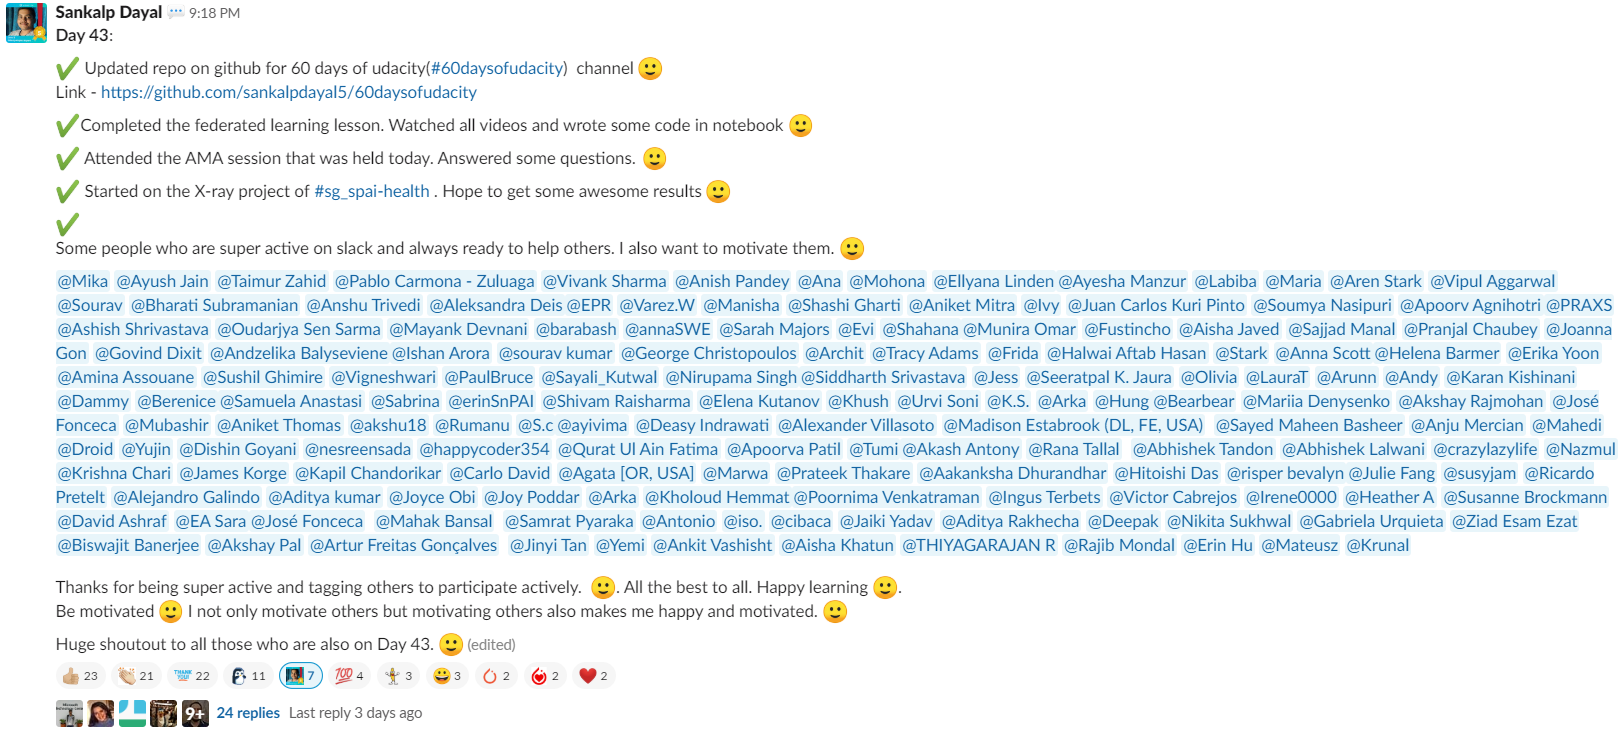 Sankalp Dayal 9:18 PM
Day 43:
Updated repo on github for 60 days of udacity(#60daysofudacity) channel
Link - https://github.com/sankalpdayal5/60daysofudacity
Completed the federated learning lesson. Watched all videos and wrote some code in notebook
Attended the AMA session that was held today. Answered some questions.
Started on the X-ray project of #sg_spai-health . Hope to get some awesome results
Some people who are super active on slack and always ready to help others. I also want to motivate them.
@Mika @Ayush Jain @Taimur Zahid @Pablo Carmona - Zuluaga @Vivank Sharma @Anish Pandey @Ana @Mohona @Ellyana Linden @Ayesha Manzur @Labiba @Maria @Aren Stark @Vipul Aggarwal
@Sourav @Bharati Subramanian @Anshu Trivedi @Aleksandra Deis @EPR @Varez.W @Manisha @Shashi Gharti @Aniket Mitra @Ivy @Juan Carlos Kuri Pinto @Soumya Nasipuri @Apoorv Agnihotri @PRAXS
@Ashish Shrivastava @Oudarjya Sen Sarma @Mayank Devnani @barabash @annaSWE @Sarah Majors @Evi @Shahana @Munira Omar @Fustincho @Aisha Javed @Sajjad Manal @Pranjal Chaubey @Joanna
Gon @Govind Dixit @Andzelika Balyseviene @Ishan Arora @sourav kumar @George Christopoulos @Archit @Tracy Adams @Frida @Halwai Aftab Hasan @Stark @Anna Scott @Helena Barmer @Erika Yoon
@Amina Assouane @Sushil Ghimire @Vigneshwari @PaulBruce @Sayali_Kutwal @Nirupama Singh @Siddharth Srivastava @Jess @Seeratpal K. Jaura @Olivia @LauraT @Arunn @Andy @Karan Kishinani
@Dammy @Berenice @Samuela Anastasi @Sabrina @erinSnPAI @Shivam Raisharma @Elena Kutanov @Khush @Urvi Soni @K.S. @Arka @Hung @Bearbear @Mariia Denysenko @Akshay Rajmohan @José
Fonceca @Mubashir @Aniket Thomas @akshu18 @Rumanu @S.c @ayivima @Deasy Indrawati @Alexander Villasoto @Madison Estabrook (DL, FE, USA) @Sayed Maheen Basheer @Anju Mercian @Mahedi
@Droid @Yujin @Dishin Goyani @nesreensada @happycoder354 @Qurat Ul Ain Fatima @Apoorva Patil @Tumi @Akash Antony @Rana Tallal @Abhishek Tandon @Abhishek Lalwani @crazylazylife @Nazmul
@Krishna Chari @James Korge @Kapil Chandorikar @Carlo David @Agata [OR, USA] @Marwa @Prateek Thakare @Aakanksha Dhurandhar @Hitoishi Das @risper bevalyn @Julie Fang @susyjam @Ricardo
Pretelt @Alejandro Galindo @Aditya kumar @Joyce Obi @Joy Poddar @Arka @Kholoud Hemmat @Poornima Venkatraman @Ingus Terbets @Victor Cabrejos @Irene0000 @Heather A @Susanne Brockmann
@David Ashraf @EA Sara @José Fonceca @Mahak Bansal @Samrat Pyaraka @Antonio @iso. @cibaca @Jaiki Yadav @Aditya Rakhecha @Deepak @Nikita Sukhwal @Gabriela Urquieta @Ziad Esam Ezat
@Biswajit Banerjee @Akshay Pal @Artur Freitas Gonçalves @Jinyi Tan @Yemi @Ankit Vashisht @Aisha Khatun @THIYAGARAJAN R @Rajib Mondal @Erin Hu @Mateusz @Krunal
Thanks for being super active and tagging others to participate actively. . All the best to all. Happy learning .
Be motivated I not only motivate others but motivating others also makes me happy and motivated.
Huge shoutout to all those who are also on Day 43. (edited)
23 21 THANK YOU! 22 11 7 100 4 3 3 2 2 2
9+ 24 replies Last reply 3 days ago